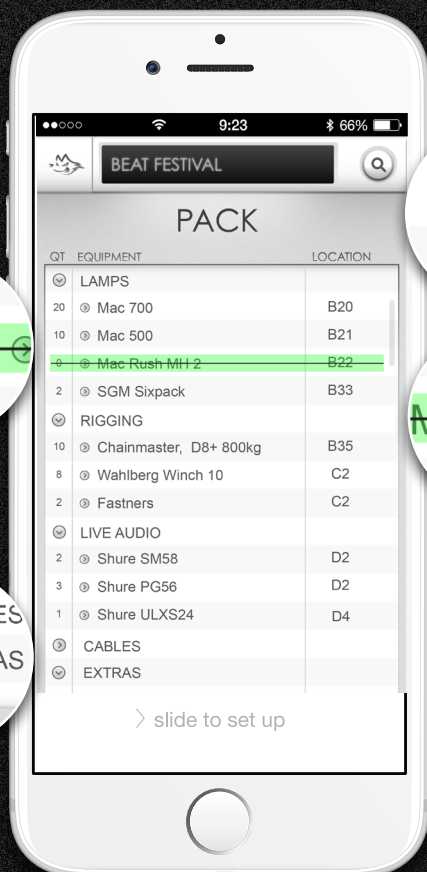 9:23
66%
BEAT FESTIVAL
PACK
QT EQUIPMENT LOCATION
LAMPS
20 Mac 700 B20
10 Mac 500 B21
0 Mac Rush MH 2 B22
2 SGM Sixpack B33
RIGGING
10 Chainmaster, D8+ 800kg B35
8 Wahlberg Winch 10 C2
2 Fastners C2
LIVE AUDIO
2 Shure SM58 D2
3 Shure PG56 D2
1 Shure ULXS24 D4
CABLES
EXTRAS
slide to set up
ES
AS
M